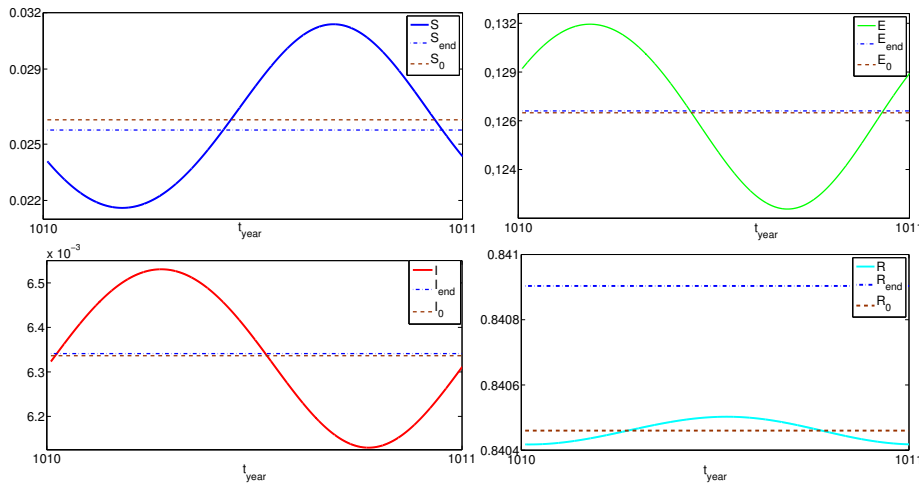 0.032
0.029
0.025
0.022
1010
t_year
1011
S
S_end
S_0
0,132
0,129
0,126
0,124
1010
t_year
1011
E
E_end
E_0
x 10^-3
6.5
6.4
6.3
6.2
1010
t_year
1011
I
I_end
I_0
0.841
0.8408
0.8406
0.8404
1010
t_year
1011
R
R_end
R_0